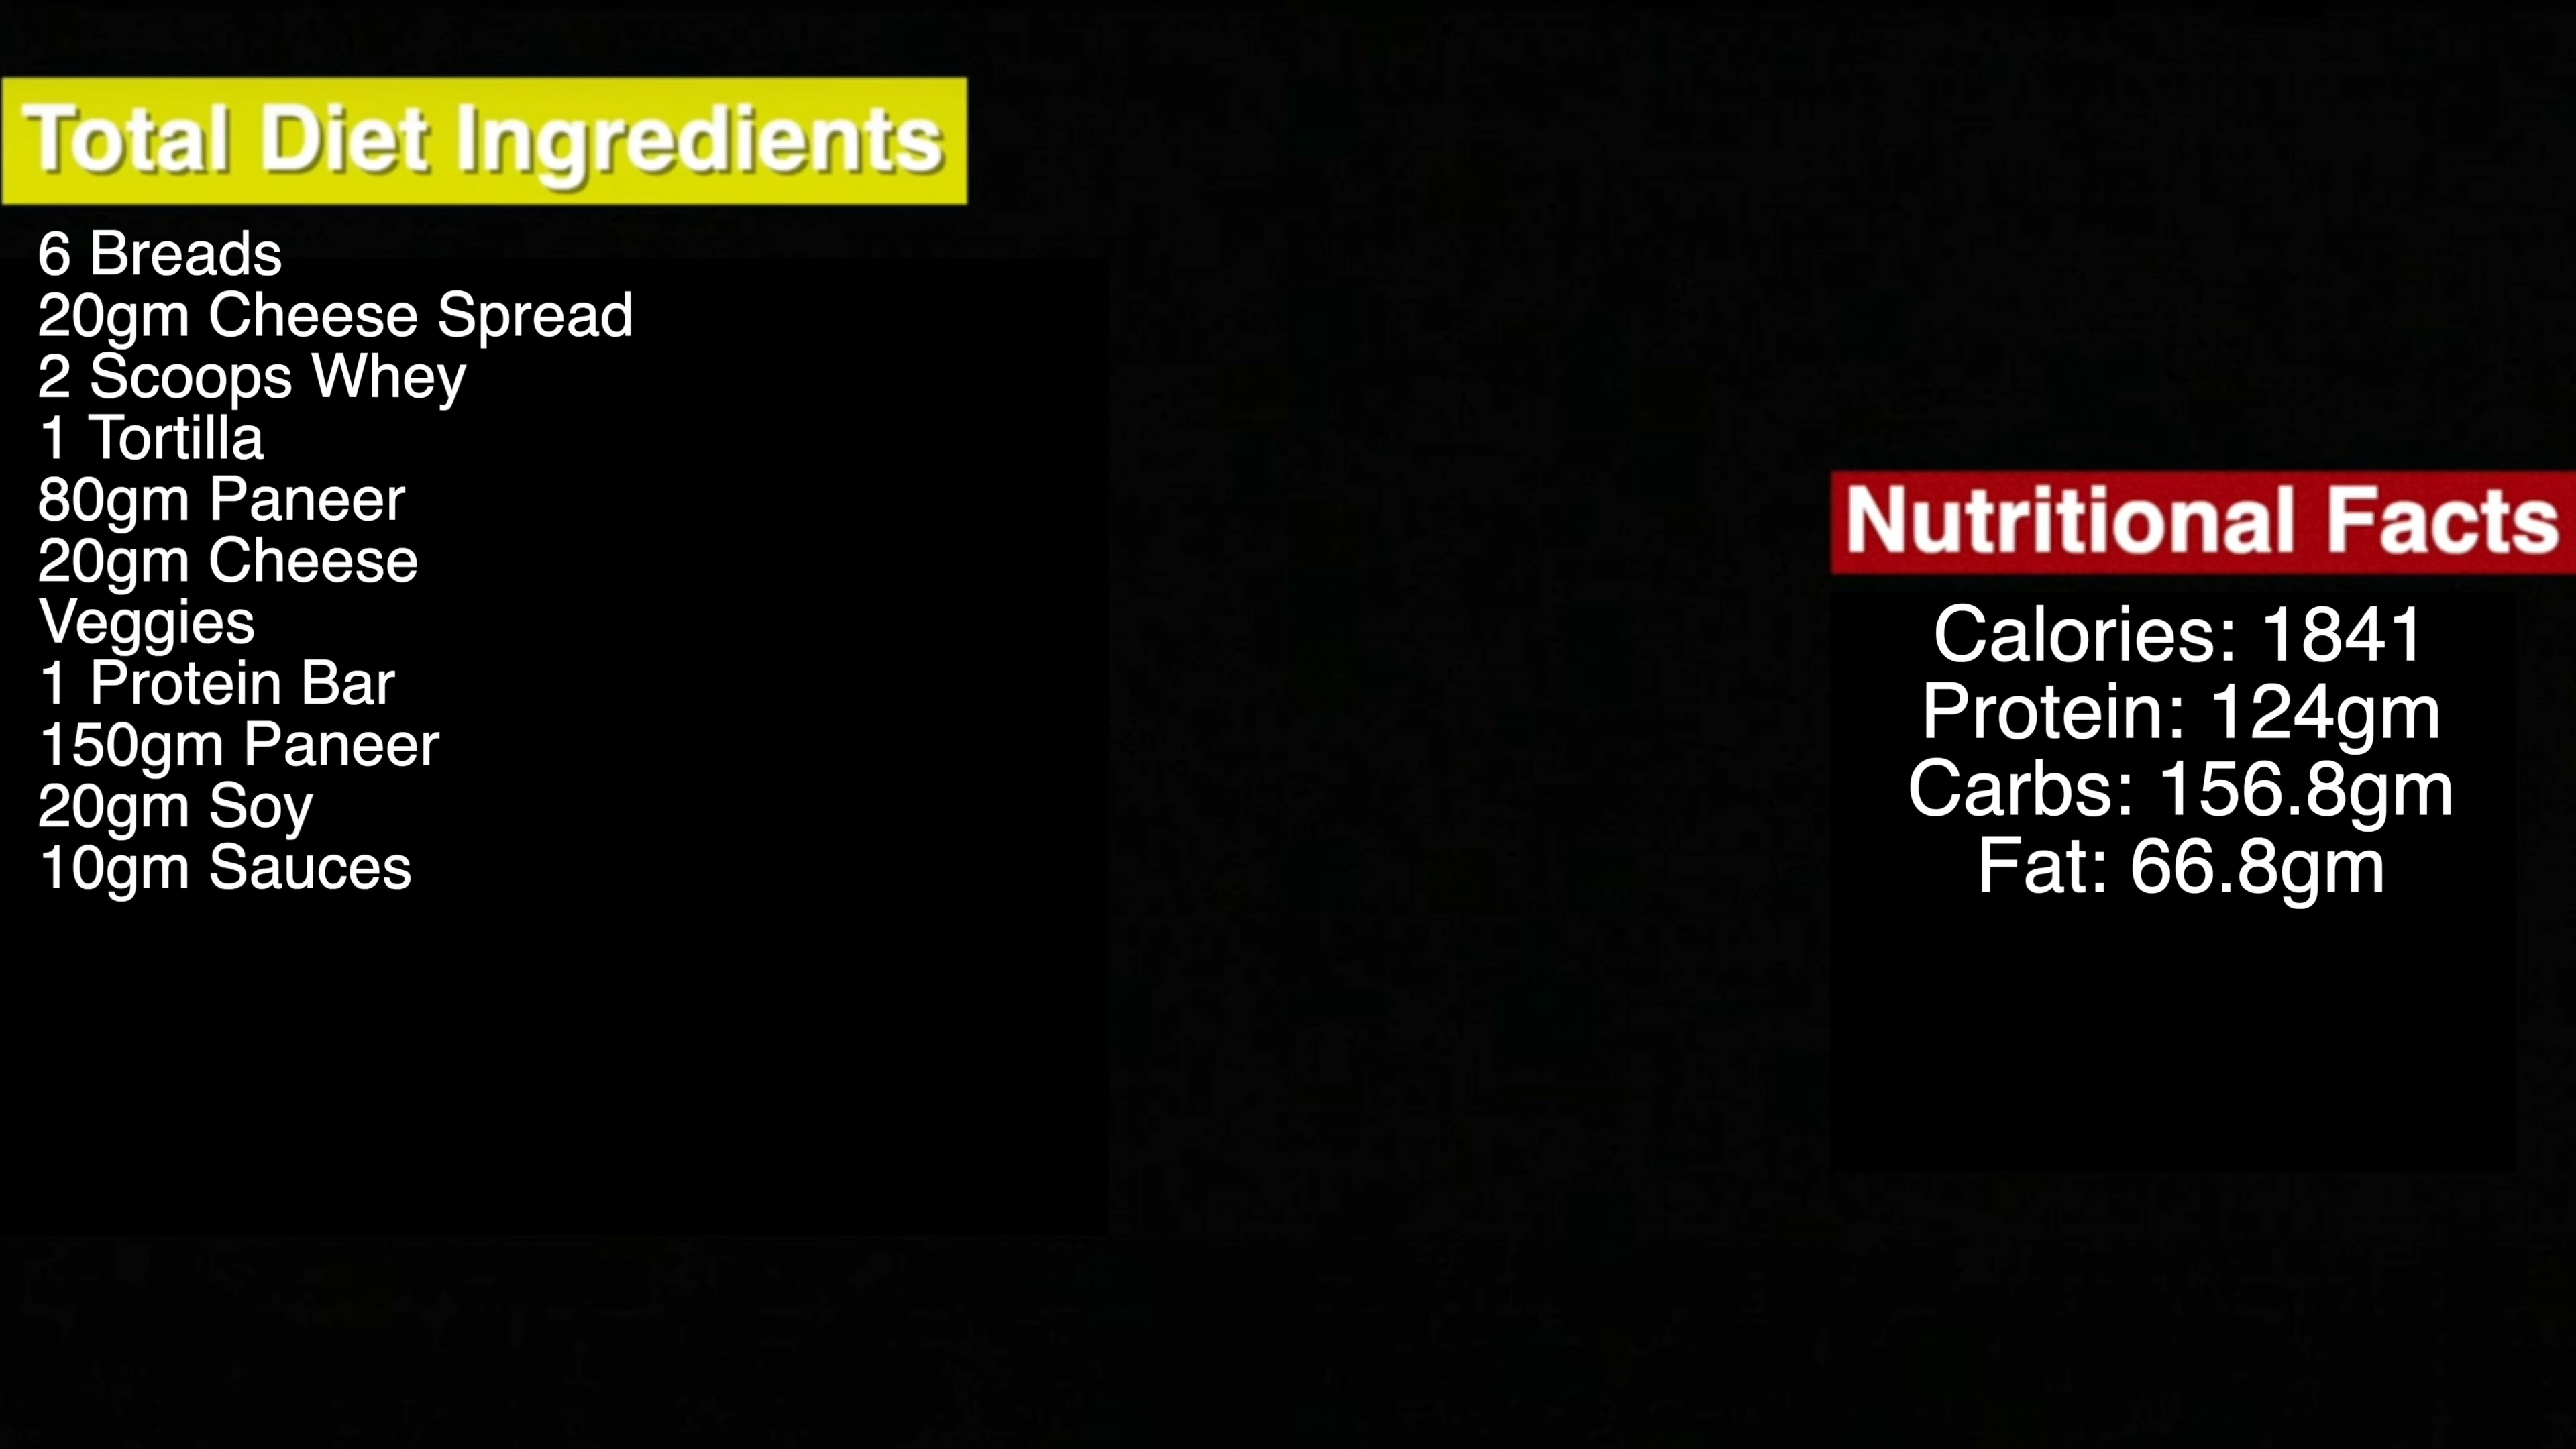 Total Diet Ingredients
6 Breads
20gm Cheese Spread
2 Scoops Whey
1 Tortilla
80gm Paneer
20gm Cheese
Veggies
1 Protein Bar
150gm Paneer
20gm Soy
10gm Sauces
Nutritional Facts
Calories: 1841
Protein: 124gm
Carbs: 156.8gm
Fat: 66.8gm